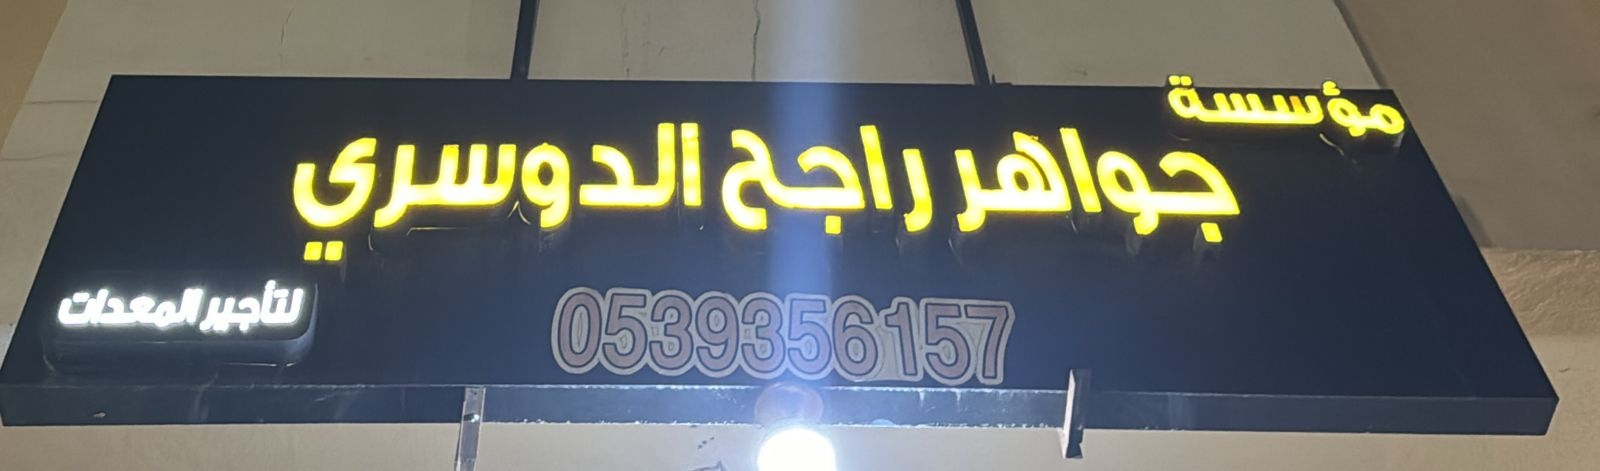 مؤسسة
جواهر راجح الدوسري
لتأجير المعدات
0539356157